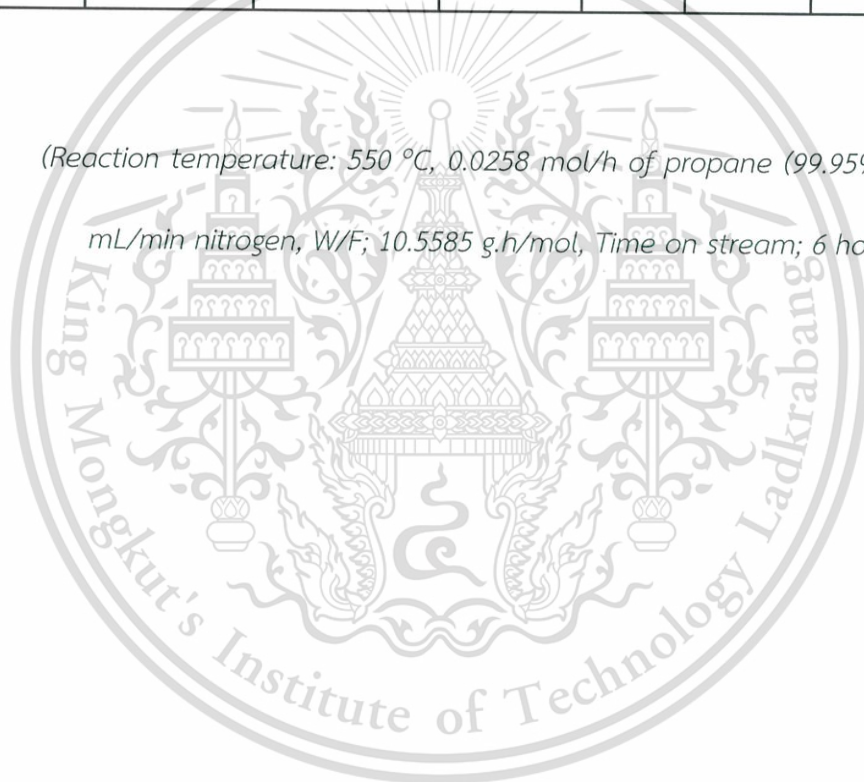 (Reaction temperature: 550 °C, 0.0258 mol/h of propane (99.95%
mL/min nitrogen, W/F; 10.5585 g.h/mol, Time on stream; 6 ho
King Mongkut's Institute of Technology Ladkrabang